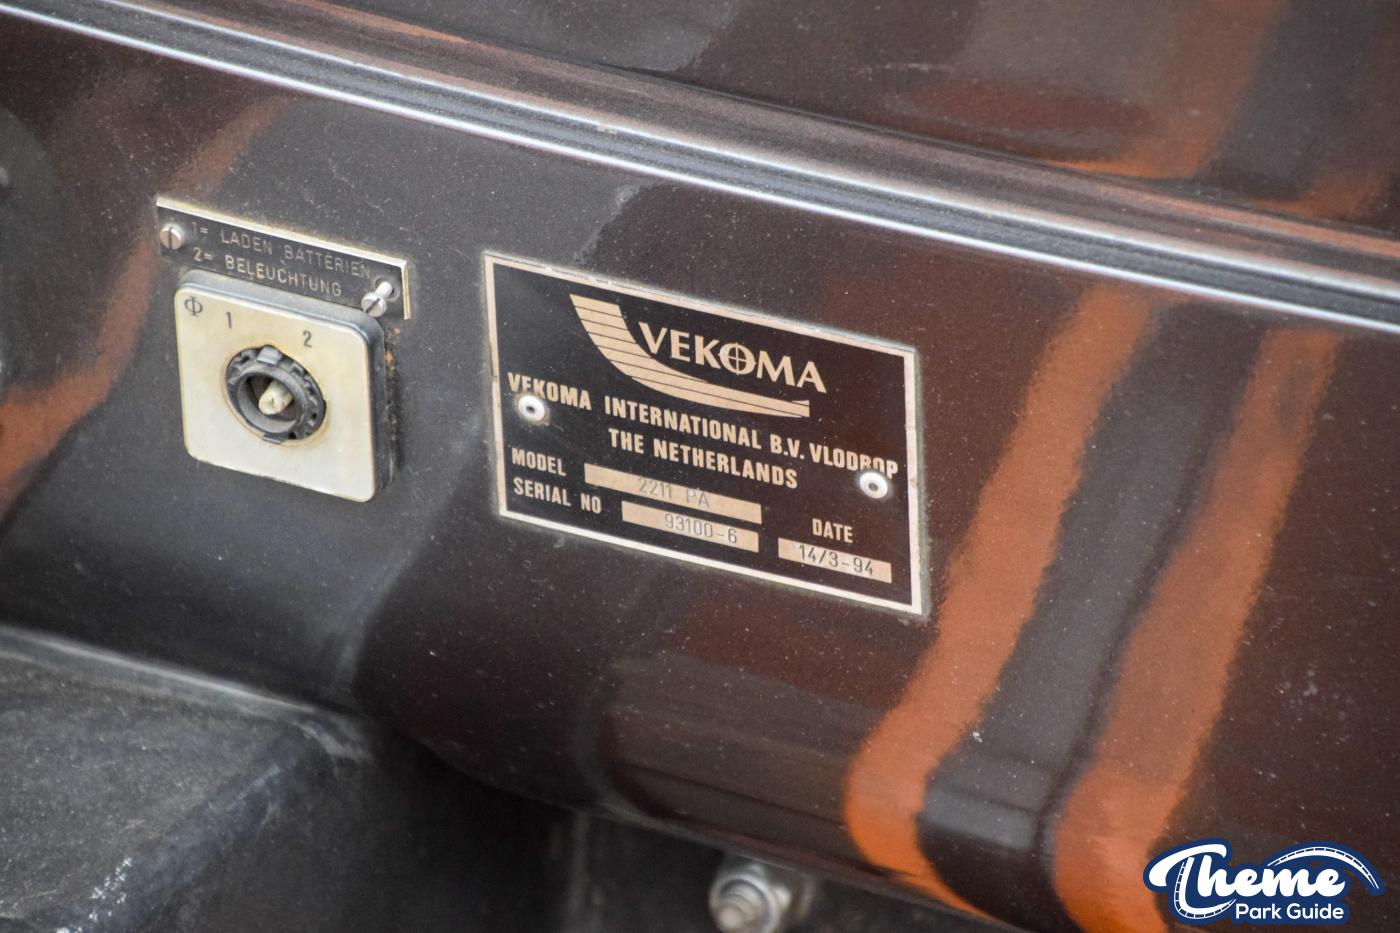 1= LADEN BATTERIEN
2= BELEUCHTUNG
Φ 1 2
VEKOMA
VEKOMA INTERNATIONAL B.V. VLODROP
THE NETHERLANDS
MODEL 2211 PA
SERIAL NO 93100-6
DATE
14/3-94
Theme
Park Guide